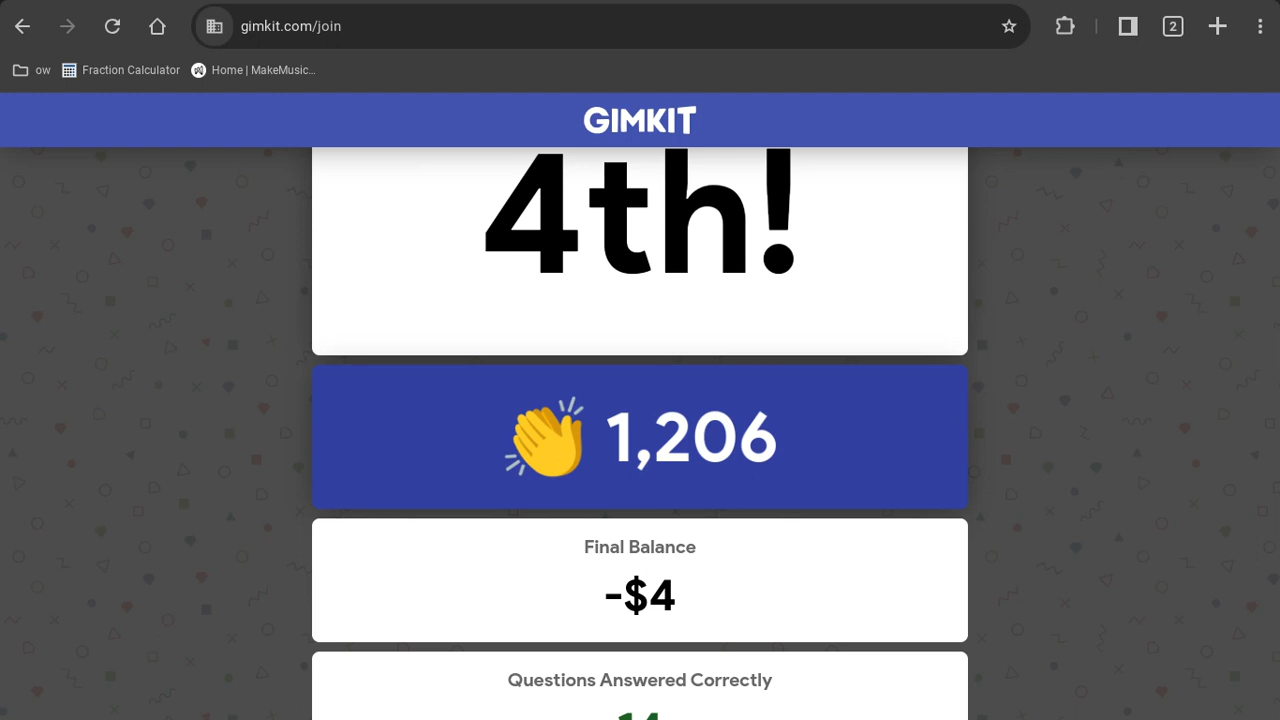 gimkit.com/join
2
ow
Fraction Calculator
Home | MakeMusic...
GIMKIT
4th!
1,206
Final Balance
-$4
Questions Answered Correctly